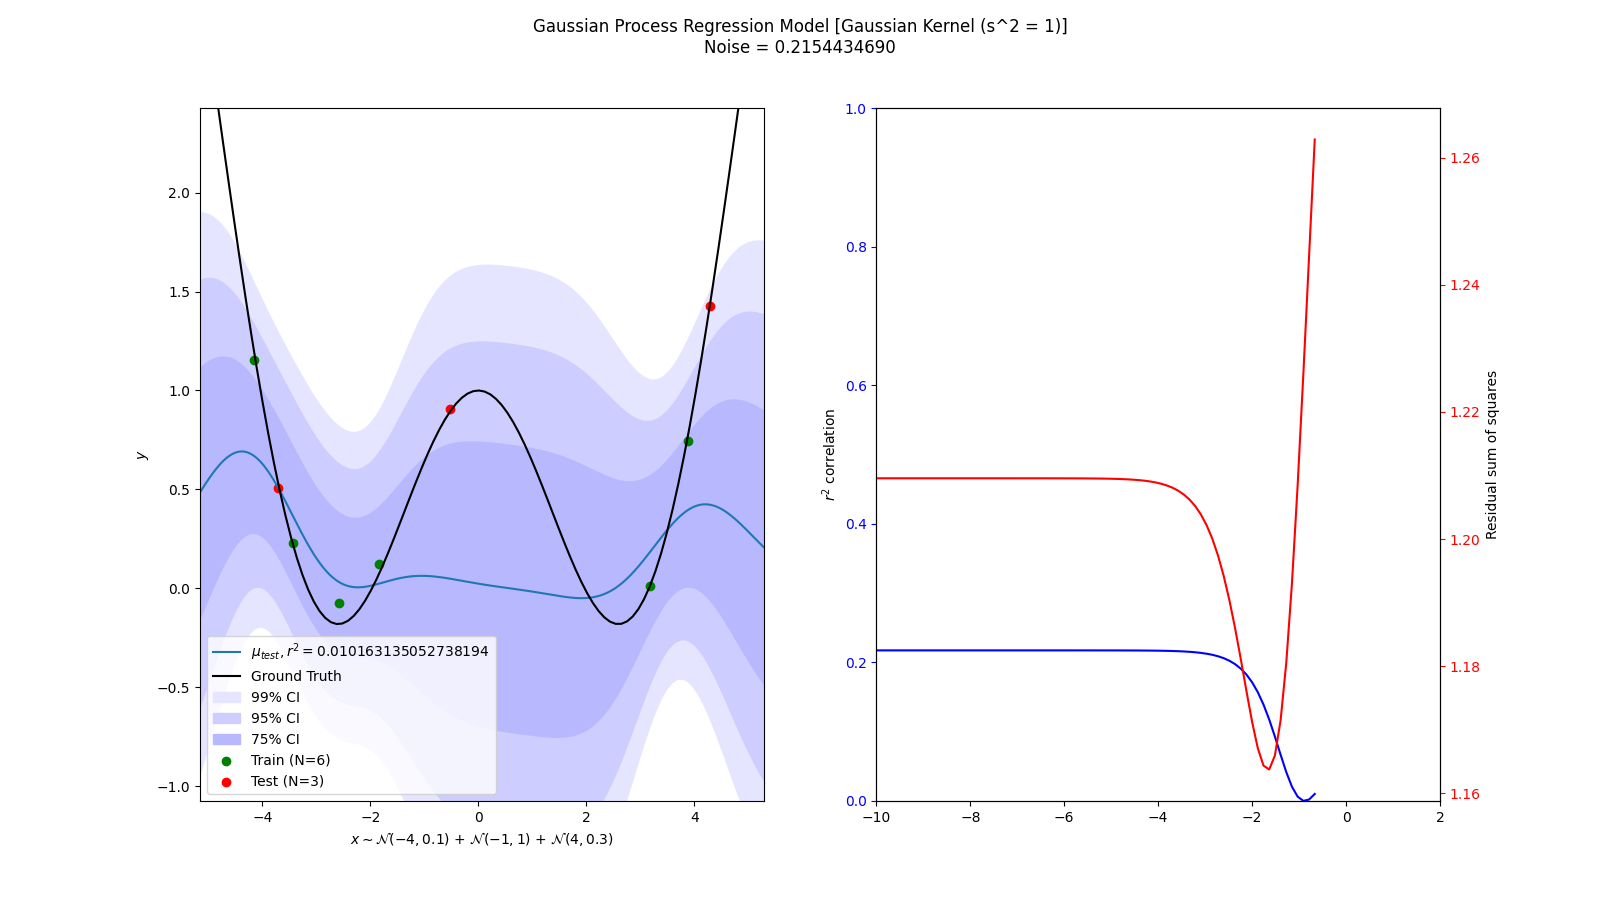 Gaussian Process Regression Model [Gaussian Kernel (s^2 = 1)]
Noise = 0.2154434690
2.0
1.5
1.0
0.5
0.0
−0.5
−1.0
y
−4
−2
0
2
4
x ∼ 𝒩(−4, 0.1) + 𝒩(−1, 1) + 𝒩(4, 0.3)
μtest, r² = 0.010163135052738194
Ground Truth
99% CI
95% CI
75% CI
Train (N=6)
Test (N=3)
1.0
0.8
0.6
0.4
0.2
0.0
r² correlation
−10
−8
−6
−4
−2
0
2
1.26
1.24
1.22
1.20
1.18
1.16
Residual sum of squares